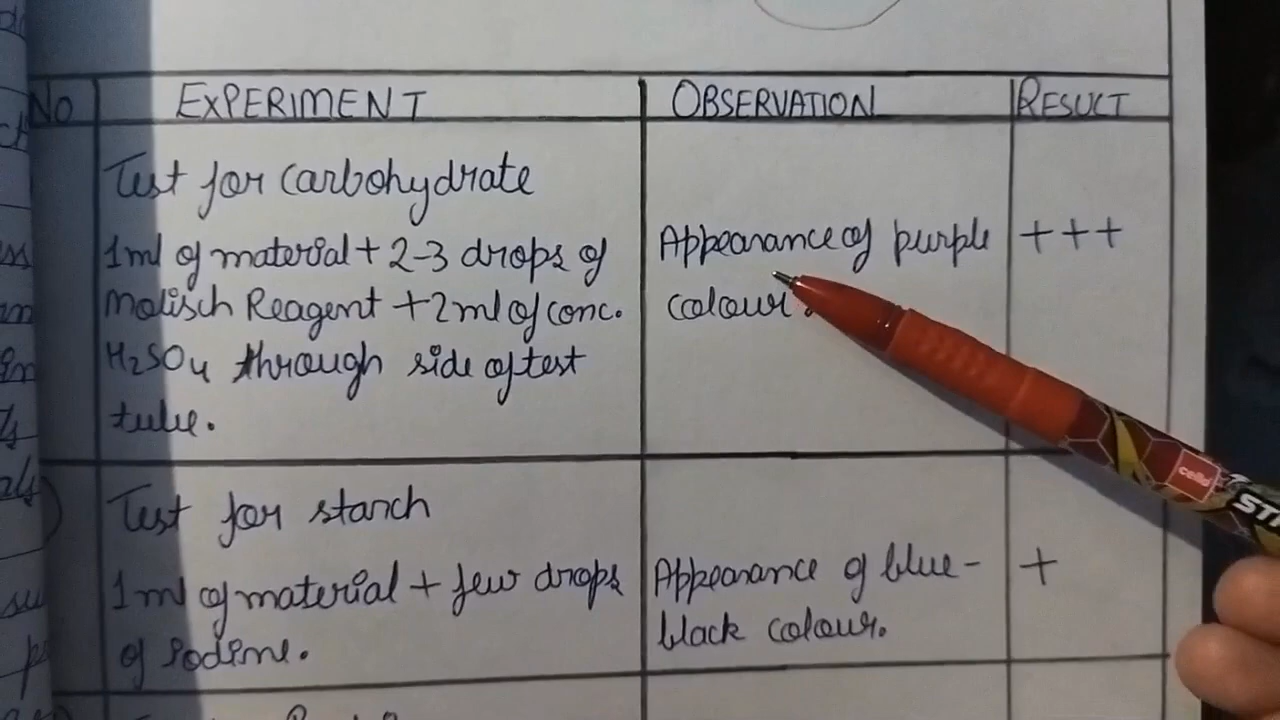 No EXPERIMENT OBSERVATION RESULT
Test for carbohydrate
1ml of material + 2-3 drops of
Molisch Reagent + 2ml of conc.
H₂SO₄ through side of test
tube.
Appearance of purple
colour.
+++
Test for starch
1ml of material + few drops
of iodine.
Appearance of blue-
black colour.
+
cello